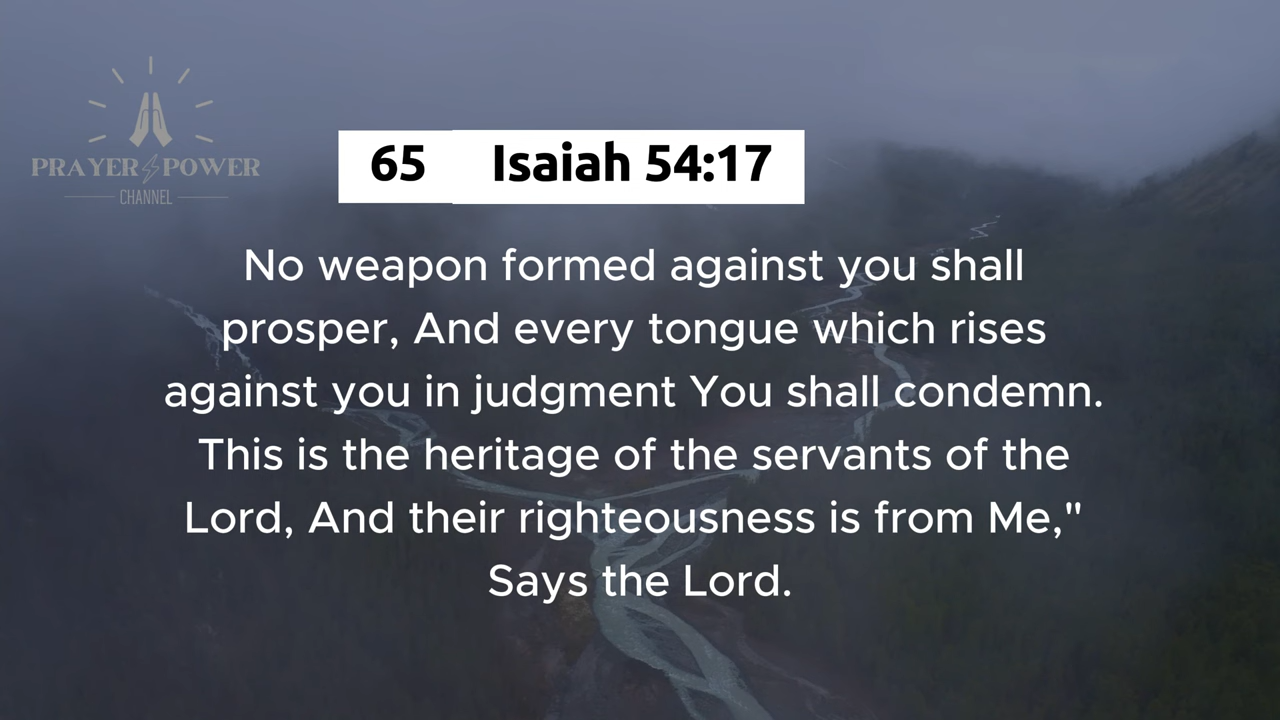 PRAYER POWER
CHANNEL
65 Isaiah 54:17
No weapon formed against you shall
prosper, And every tongue which rises
against you in judgment You shall condemn.
This is the heritage of the servants of the
Lord, And their righteousness is from Me,"
Says the Lord.